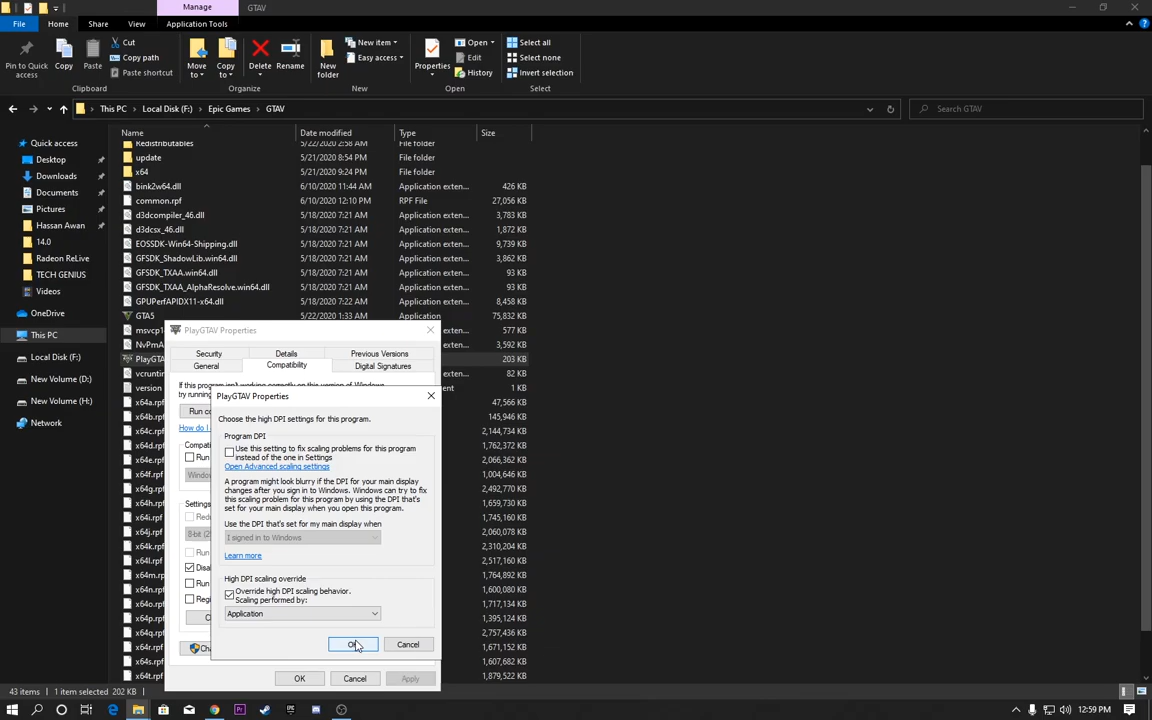 Manage
GTAV
File
Home
Share
View
Application Tools
Pin to Quick access
Copy
Paste
Cut
Copy path
Paste shortcut
Clipboard
Move to
Copy to
Delete
Rename
Organize
New folder
New item
Easy access
New
Properties
Open
Edit
History
Open
Select all
Select none
Invert selection
Select
This PC > Local Disk (F:) > Epic Games > GTAV
Search GTAV
Name Date modified Type Size
Quick access
Desktop
Downloads
Documents
Pictures
Hassan Awan
14.0
Radeon ReLive
TECH GENIUS
Videos
OneDrive
This PC
Local Disk (F:)
New Volume (D:)
New Volume (H:)
Network
Redistributables 5/22/2020 2:58 AM File folder
update 5/21/2020 8:54 PM File folder
x64 5/21/2020 9:24 PM File folder
bink2w64.dll 6/10/2020 11:44 AM Application exten... 426 KB
common.rpf 6/10/2020 12:10 PM RPF File 27,056 KB
d3dcompiler_46.dll 5/18/2020 7:21 AM Application exten... 3,783 KB
d3dcsx_46.dll 5/18/2020 7:21 AM Application exten... 1,872 KB
EOSSDK-Win64-Shipping.dll 5/18/2020 7:21 AM Application exten... 9,739 KB
GFSDK_ShadowLib.win64.dll 5/18/2020 7:21 AM Application exten... 3,862 KB
GFSDK_TXAA.win64.dll 5/18/2020 7:21 AM Application exten... 93 KB
GFSDK_TXAA_AlphaResolve.win64.dll 5/18/2020 7:21 AM Application exten... 93 KB
GPUPerfAPIDX11-x64.dll 5/18/2020 7:22 AM Application exten... 8,458 KB
GTA5 5/22/2020 1:33 AM Application 75,832 KB
msvcp1 exten... 577 KB
NvPmA exten... 3,592 KB
PlayGTA 203 KB
vcruntin exten... 82 KB
version ent 1 KB
x64a.rpf 47,566 KB
x64b.rpf 145,946 KB
x64c.rpf 2,144,734 KB
x64d.rpf 1,762,372 KB
x64e.rpf 2,066,362 KB
x64f.rpf 1,004,646 KB
x64g.rpf 2,492,770 KB
x64h.rpf 1,659,730 KB
x64i.rpf 1,745,160 KB
x64j.rpf 2,060,078 KB
x64k.rpf 2,310,204 KB
x64l.rpf 2,517,160 KB
x64m.rp 1,764,892 KB
x64n.rpf 1,600,080 KB
x64o.rpf 1,717,134 KB
x64p.rpf 1,395,124 KB
x64q.rpf 2,757,436 KB
x64r.rpf 1,671,152 KB
x64s.rpf 1,607,682 KB
x64t.rpf 1,879,522 KB
PlayGTAV Properties
Security Details Previous Versions
General Compatibility Digital Signatures
If this program isn't working correctly on this version of Windows,
try running
Run co
How do I
Compati
Run
Window
Settings
Redu
8-bit (2
Run
Disa
Run
Regi
C
Cha
OK Cancel Apply
PlayGTAV Properties
Choose the high DPI settings for this program.
Program DPI
Use this setting to fix scaling problems for this program
instead of the one in Settings
Open Advanced scaling settings
A program might look blurry if the DPI for your main display
changes after you sign in to Windows. Windows can try to fix
this scaling problem for this program by using the DPI that's
set for your main display when you open this program.
Use the DPI that's set for my main display when
I signed in to Windows
Learn more
High DPI scaling override
Override high DPI scaling behavior.
Scaling performed by:
Application
OK Cancel
43 items 1 item selected 202 KB
12:59 PM